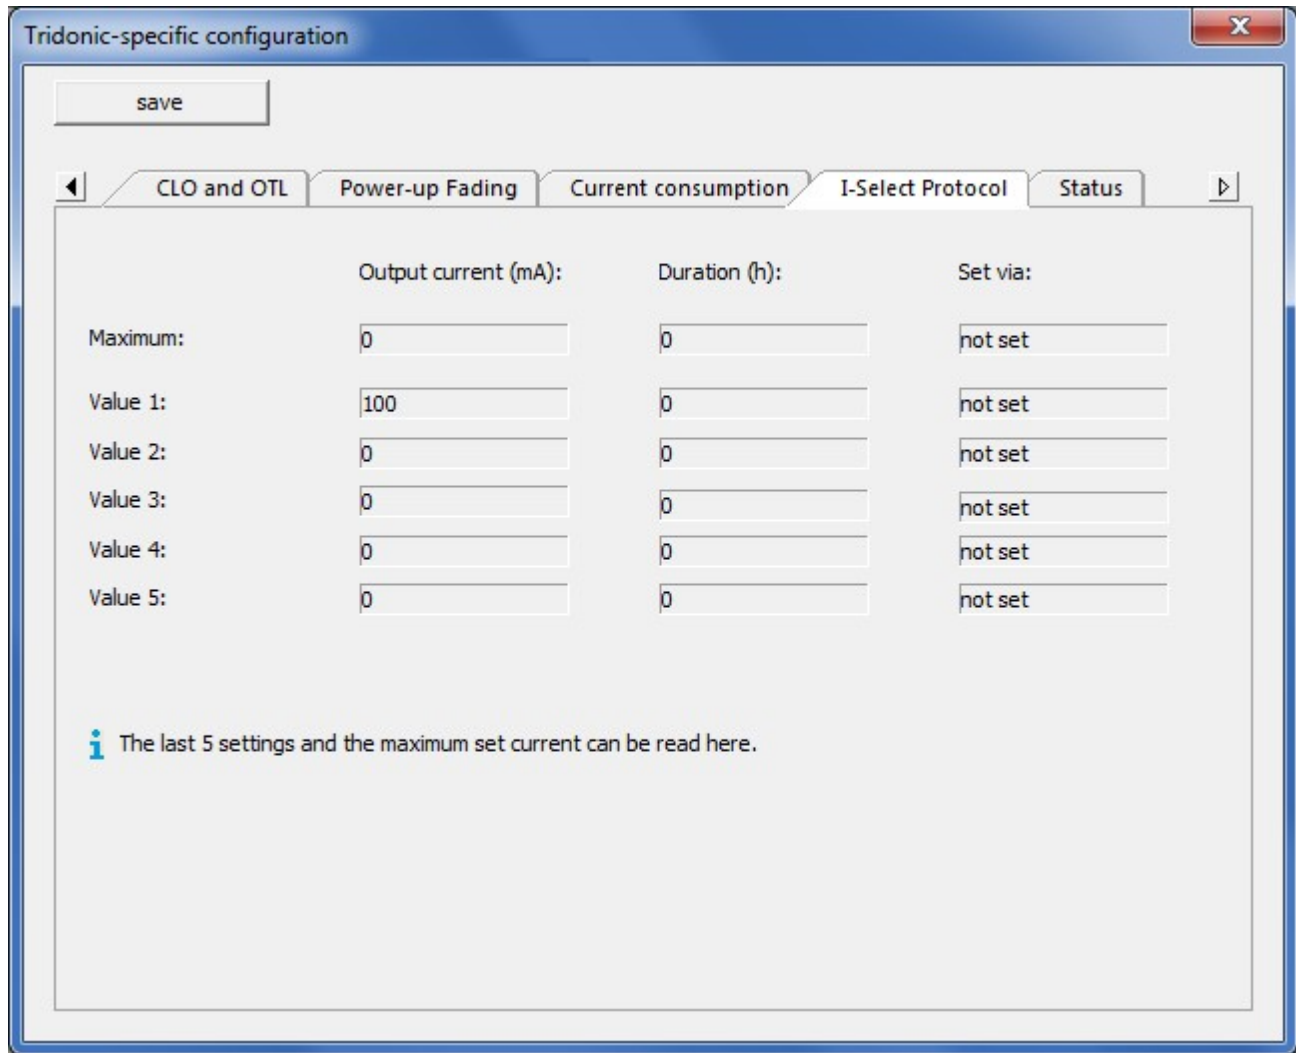 Tridonic-specific configuration
save
CLO and OTL Power-up Fading Current consumption I-Select Protocol Status
Output current (mA): Duration (h): Set via:
Maximum: 0 0 not set
Value 1: 100 0 not set
Value 2: 0 0 not set
Value 3: 0 0 not set
Value 4: 0 0 not set
Value 5: 0 0 not set
The last 5 settings and the maximum set current can be read here.